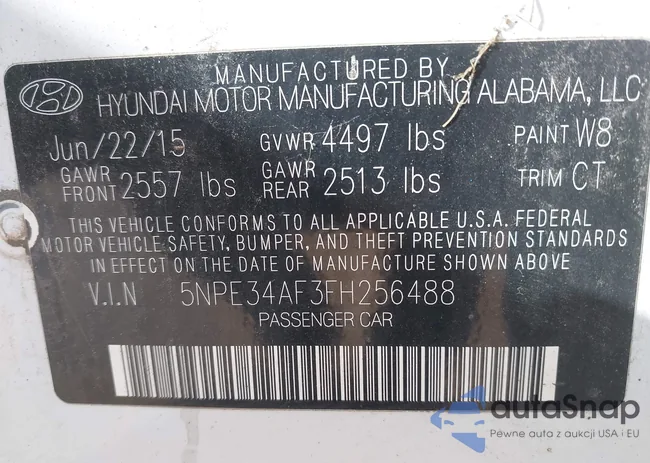 MANUFACTURED BY
HYUNDAI MOTOR MANUFACTURING ALABAMA, LLC
Jun/22/15 GVWR 4497 lbs PAINT W8
GAWR FRONT 2557 lbs GAWR REAR 2513 lbs TRIM CT
THIS VEHICLE CONFORMS TO ALL APPLICABLE U.S.A. FEDERAL
MOTOR VEHICLE SAFETY, BUMPER, AND THEFT PREVENTION STANDARDS
IN EFFECT ON THE DATE OF MANUFACTURE SHOWN ABOVE
V.I.N 5NPE34AF3FH256488
PASSENGER CAR
autaSnap
Pewne auta z aukcji USA i EU